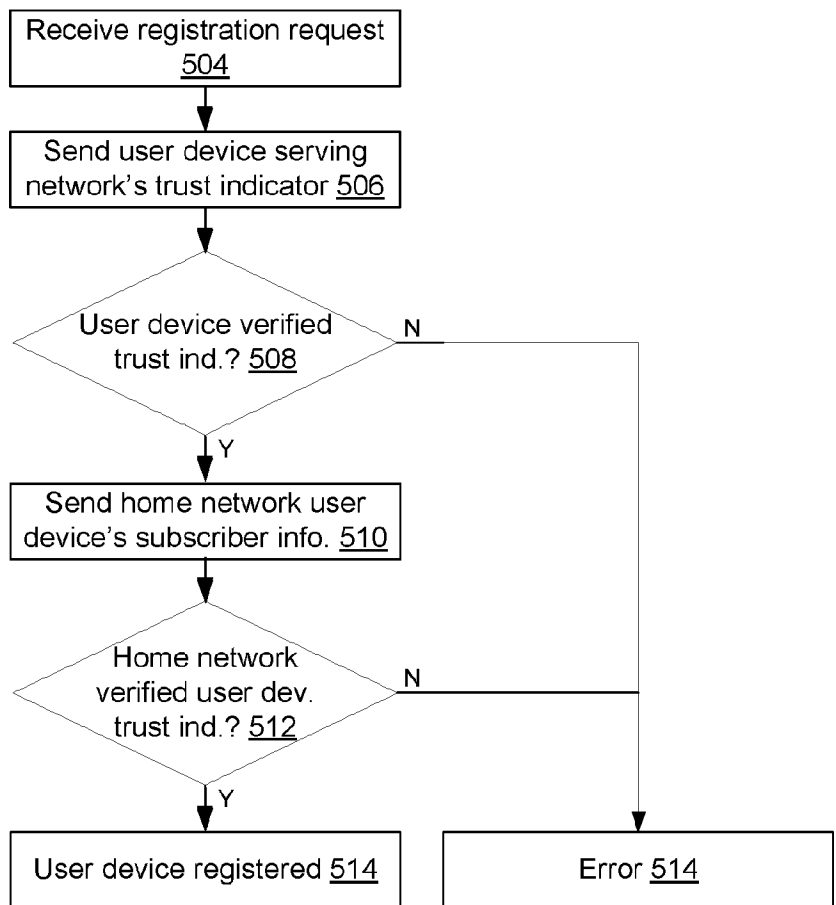 Receive registration request
504
Send user device serving
network's trust indicator 506
User device verified
trust ind.? 508
N
Y
Send home network user
device's subscriber info. 510
Home network
verified user dev.
trust ind.? 512
N
Y
User device registered 514
Error 514